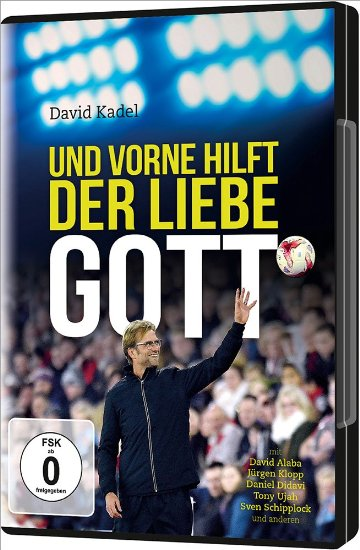 David Kadel
UND VORNE HILFT
DER LIEBE
GOTT
FSK
ab
0
freigegeben
mit
David Alaba
Jürgen Klopp
Daniel Didavi
Tony Ujah
Sven Schipplock
und anderen